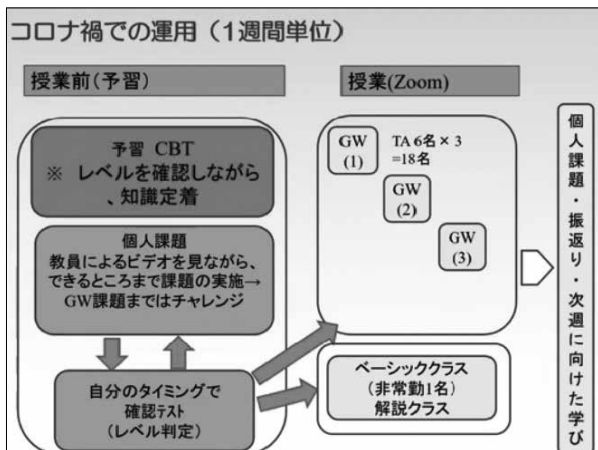 コロナ禍での運用（1週間単位）
授業前(予習)
授業(Zoom)
予習 CBT
※ レベルを確認しながら
、知識定着
個人課題
教員によるビデオを見ながら、
できるところまで課題の実施→
GW課題まではチャレンジ
自分のタイミングで
確認テスト
(レベル判定)
GW
(1)
TA 6名×3
=18名
GW
(2)
GW
(3)
ベーシッククラス
(非常勤1名)
解説クラス
個人課題・振返り・次週に向けた学び